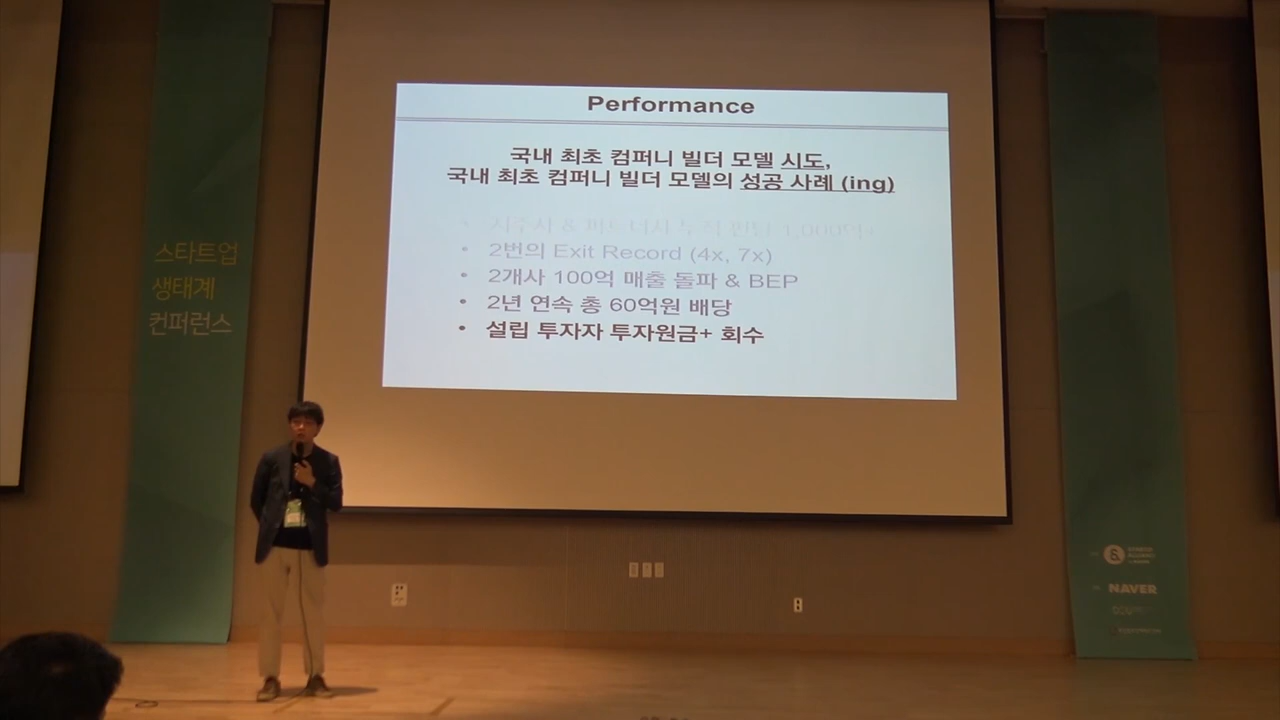 Performance
국내 최초 컴퍼니 빌더 모델 시도,
국내 최초 컴퍼니 빌더 모델의 성공 사례 (ing)
• 2번의 Exit Record (4x, 7x)
• 2개사 100억 매출 돌파 & BEP
• 2년 연속 총 60억원 배당
• 설립 투자자 투자원금+ 회수
스타트업
생태계
컨퍼런스
NAVER